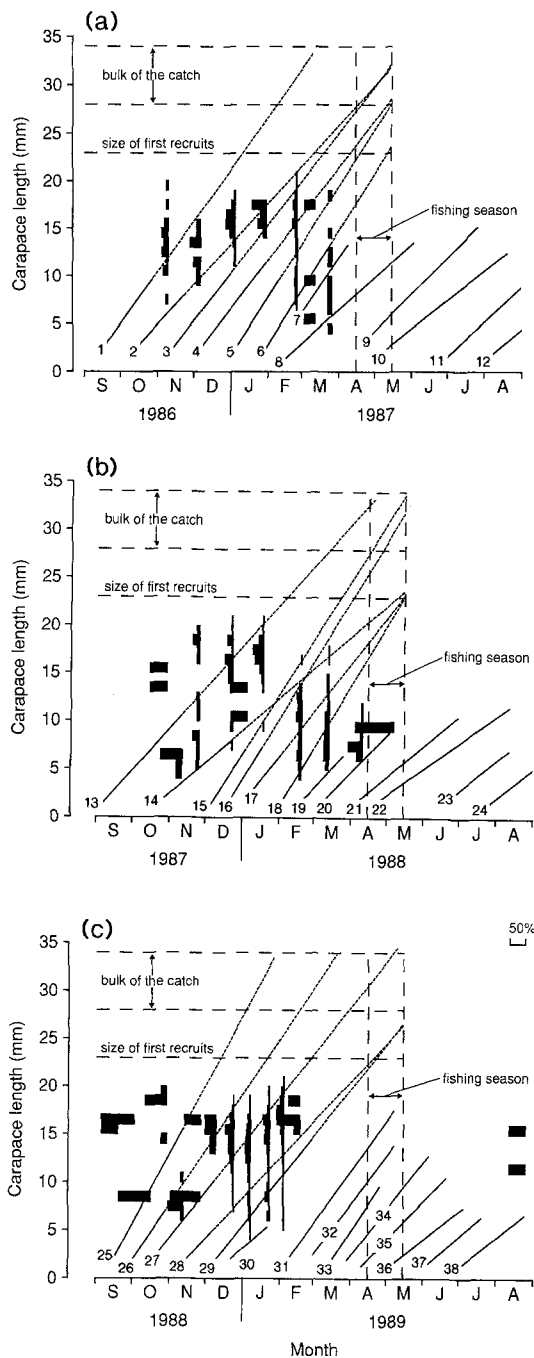 (a)
35
30
25
20
15
10
5
0
Carapace length (mm)
bulk of the catch
size of first recruits
fishing season
1 2 3 4 5 6 7 8 9 10 11 12
S O N D J F M A M J J A
1986 1987
(b)
35
30
25
20
15
10
5
0
Carapace length (mm)
bulk of the catch
size of first recruits
fishing season
13 14 15 16 17 18 19 20 21 22 23 24
S O N D J F M A M J J A
1987 1988
(c)
50%
35
30
25
20
15
10
5
0
Carapace length (mm)
bulk of the catch
size of first recruits
fishing season
25 26 27 28 29 30 31 32 33 34 35 36 37 38
S O N D J F M A M J J A
1988 1989
Month